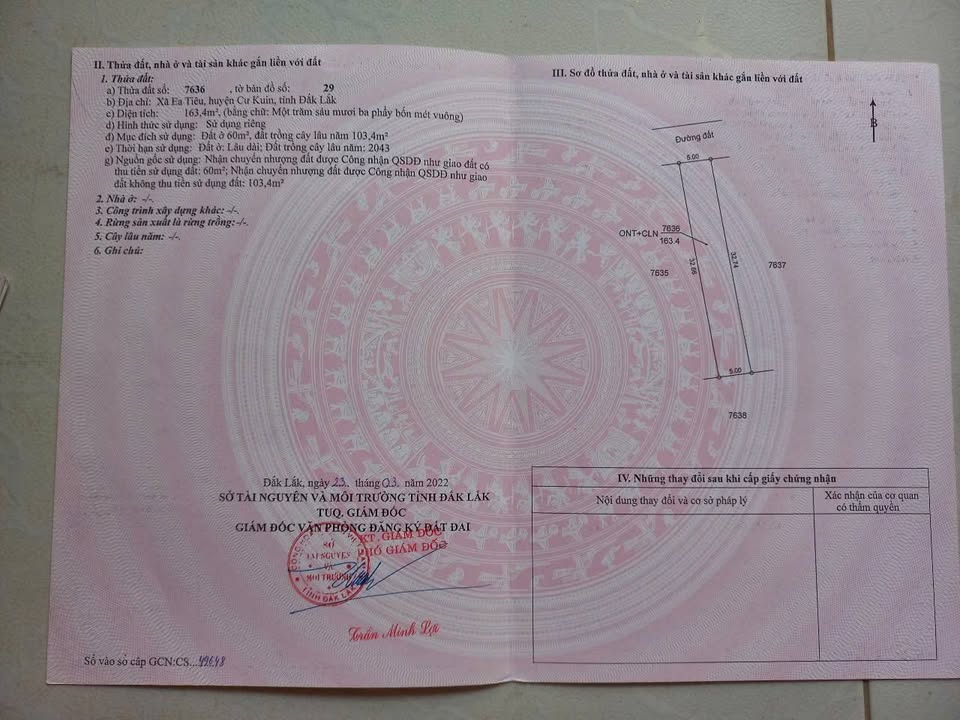 II. Thửa đất, nhà ở và tài sản khác gắn liền với đất
1. Thửa đất:
a) Thửa đất số: 7636 , tờ bản đồ số: 29
b) Địa chỉ: Xã Ea Tiêu, huyện Cư Kuin, tỉnh Đắk Lắk
c) Diện tích: 163,4m², (bằng chữ: Một trăm sáu mươi ba phẩy bốn mét vuông)
d) Hình thức sử dụng: Sử dụng riêng
đ) Mục đích sử dụng: Đất ở 60m², đất trồng cây lâu năm 103,4m²
e) Thời hạn sử dụng: Đất ở: Lâu dài; Đất trồng cây lâu năm: 2043
g) Nguồn gốc sử dụng: Nhận chuyển nhượng đất được Công nhận QSDĐ như giao đất có
thu tiền sử dụng đất: 60m²; Nhận chuyển nhượng đất được Công nhận QSDĐ như giao
đất không thu tiền sử dụng đất: 103,4m²
2. Nhà ở: -/-.
3. Công trình xây dựng khác: -/-.
4. Rừng sản xuất là rừng trồng:-/-.
5. Cây lâu năm: -/-.
6. Ghi chú:
Đắk Lắk, ngày 23 tháng 03 năm 2022
SỞ TÀI NGUYÊN VÀ MÔI TRƯỜNG TỈNH ĐẮK LẮK
TUQ. GIÁM ĐỐC
GIÁM ĐỐC VĂN PHÒNG ĐĂNG KÝ ĐẤT ĐAI
KT. GIÁM ĐỐC
PHÓ GIÁM ĐỐC
SỞ
TÀI NGUYÊN
VÀ
MÔI TRƯỜNG
TỈNH ĐẮK LẮK
Trần Minh Lợi
Số vào sổ cấp GCN:CS...49648
III. Sơ đồ thửa đất, nhà ở và tài sản khác gắn liền với đất
B
Đường đất
5.00
ONT+CLN 7636
163.4
32.66
32.74
7635
7637
5.00
7638
IV. Những thay đổi sau khi cấp giấy chứng nhận
Nội dung thay đổi và cơ sở pháp lý
Xác nhận của cơ quan
có thẩm quyền